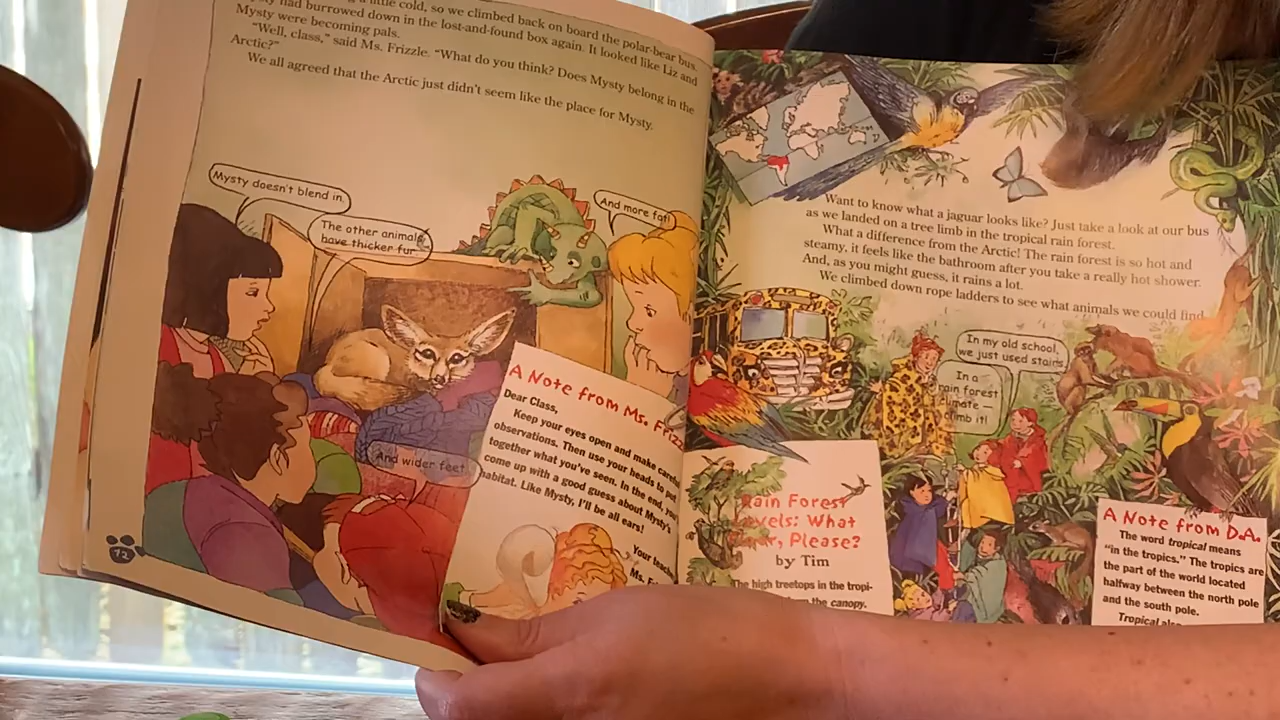 little cold, so we climbed back on board the polar-bear bus.
had burrowed down in the lost-and-found box again. It looked like Liz and
Mysty were becoming pals.
"Well, class," said Ms. Frizzle. "What do you think? Does Mysty belong in the
Arctic?"
We all agreed that the Arctic just didn't seem like the place for Mysty.
Mysty doesn't blend in.
The other animals
have thicker fur
And more fat!
And wider feet
A Note from Ms.
Dear Class,
Keep your eyes open and make
observations. Then use your heads to put
together what you've seen. In the end,
come up with a good guess about Mysty's
habitat. Like Mysty, I'll be all ears!
Your
Ms.
12
Want to know what a jaguar looks like? Just take a look at our bus
as we landed on a tree limb in the tropical rain forest.
What a difference from the Arctic! The rain forest is so hot and
steamy, it feels like the bathroom after you take a really hot shower.
And, as you might guess, it rains a lot.
We climbed down rope ladders to see what animals we could find.
In my old school,
we just used stairs
In a
rain forest
climate —
climb it!
Rain Forest
Levels: What
Please?
by Tim
The high treetops in the tropi-
the canopy.
A Note from D.A.
The word tropical means
"in the tropics." The tropics are
the part of the world located
halfway between the north pole
and the south pole.
Tropical